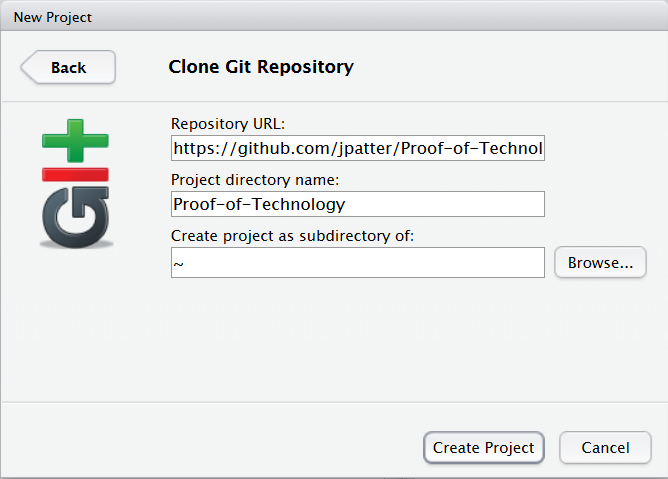 New Project
Back
Clone Git Repository
Repository URL:
https://github.com/jpatter/Proof-of-Technol
Project directory name:
Proof-of-Technology
Create project as subdirectory of:
~
Browse...
Create Project
Cancel